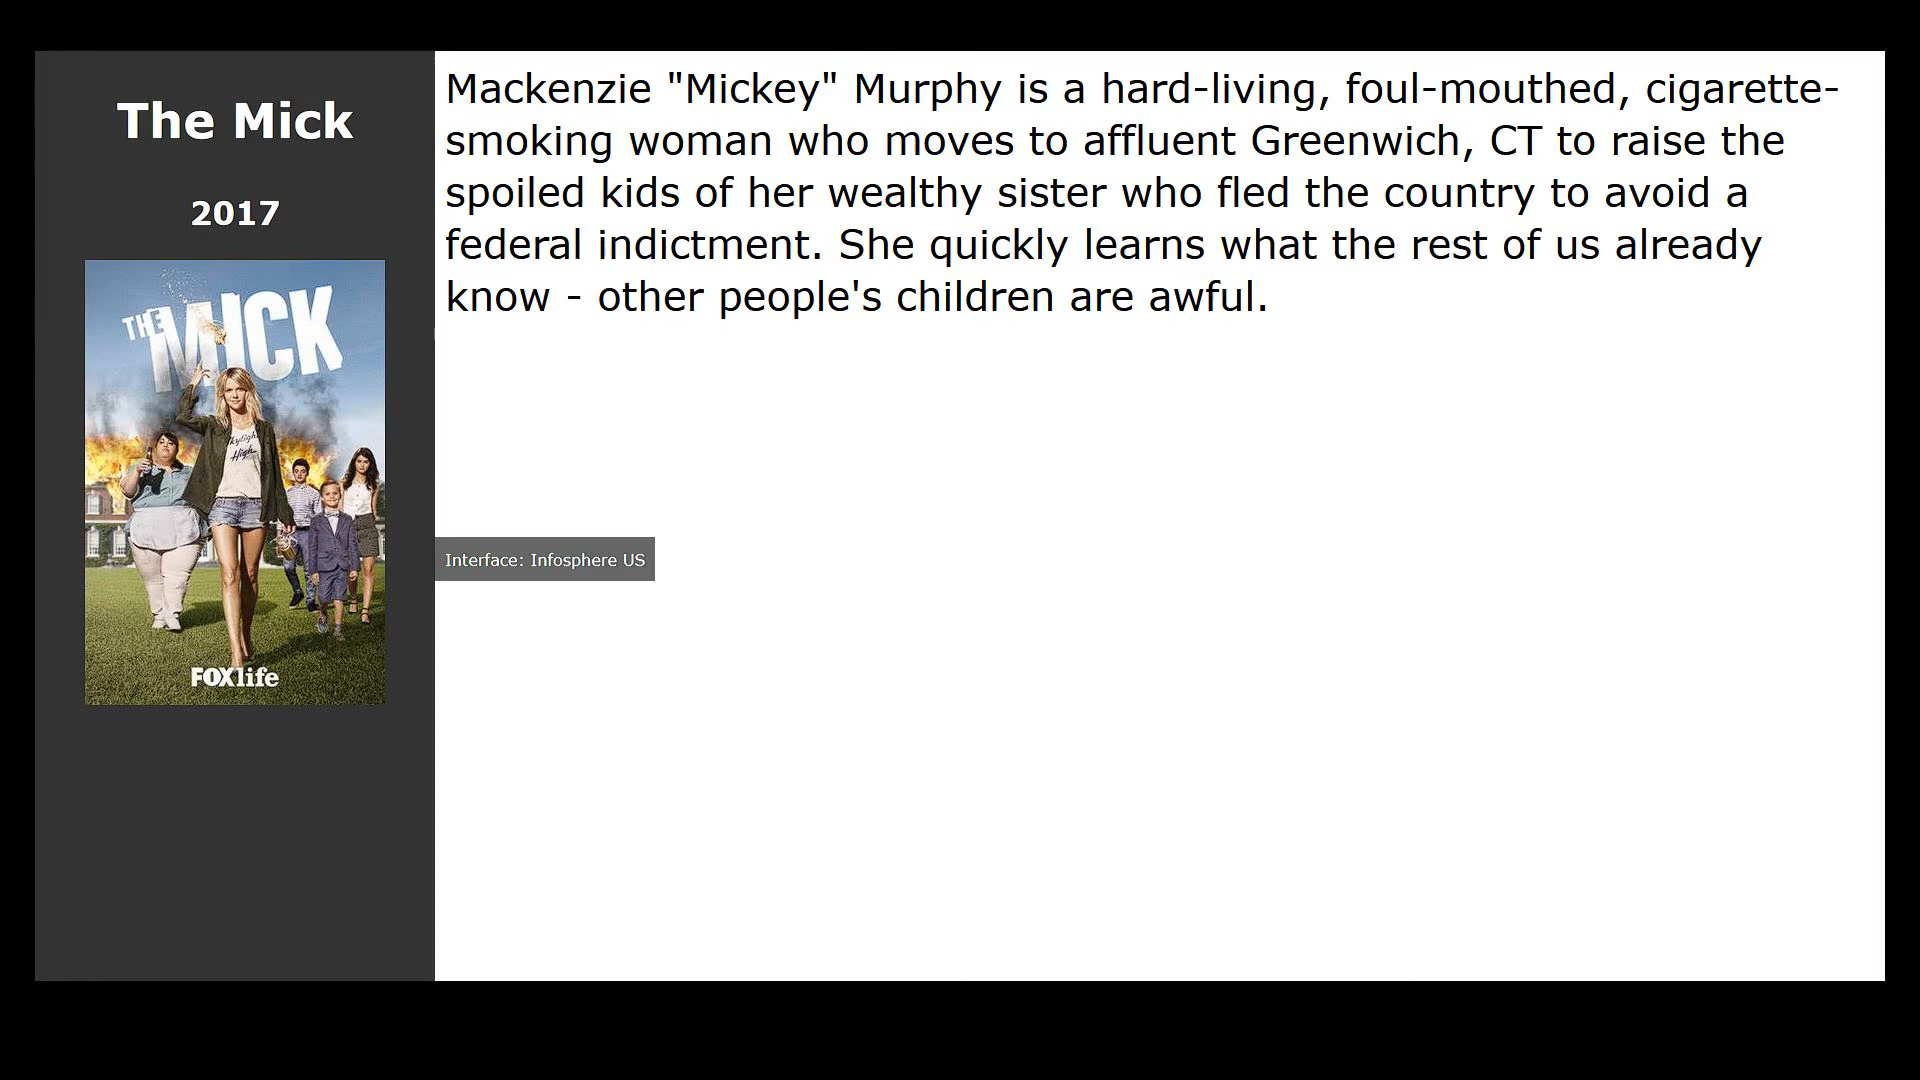 The Mick
2017
THE
MICK
Skylight
High
FOXlife
Mackenzie "Mickey" Murphy is a hard-living, foul-mouthed, cigarette-
smoking woman who moves to affluent Greenwich, CT to raise the
spoiled kids of her wealthy sister who fled the country to avoid a
federal indictment. She quickly learns what the rest of us already
know - other people's children are awful.
Interface: Infosphere US